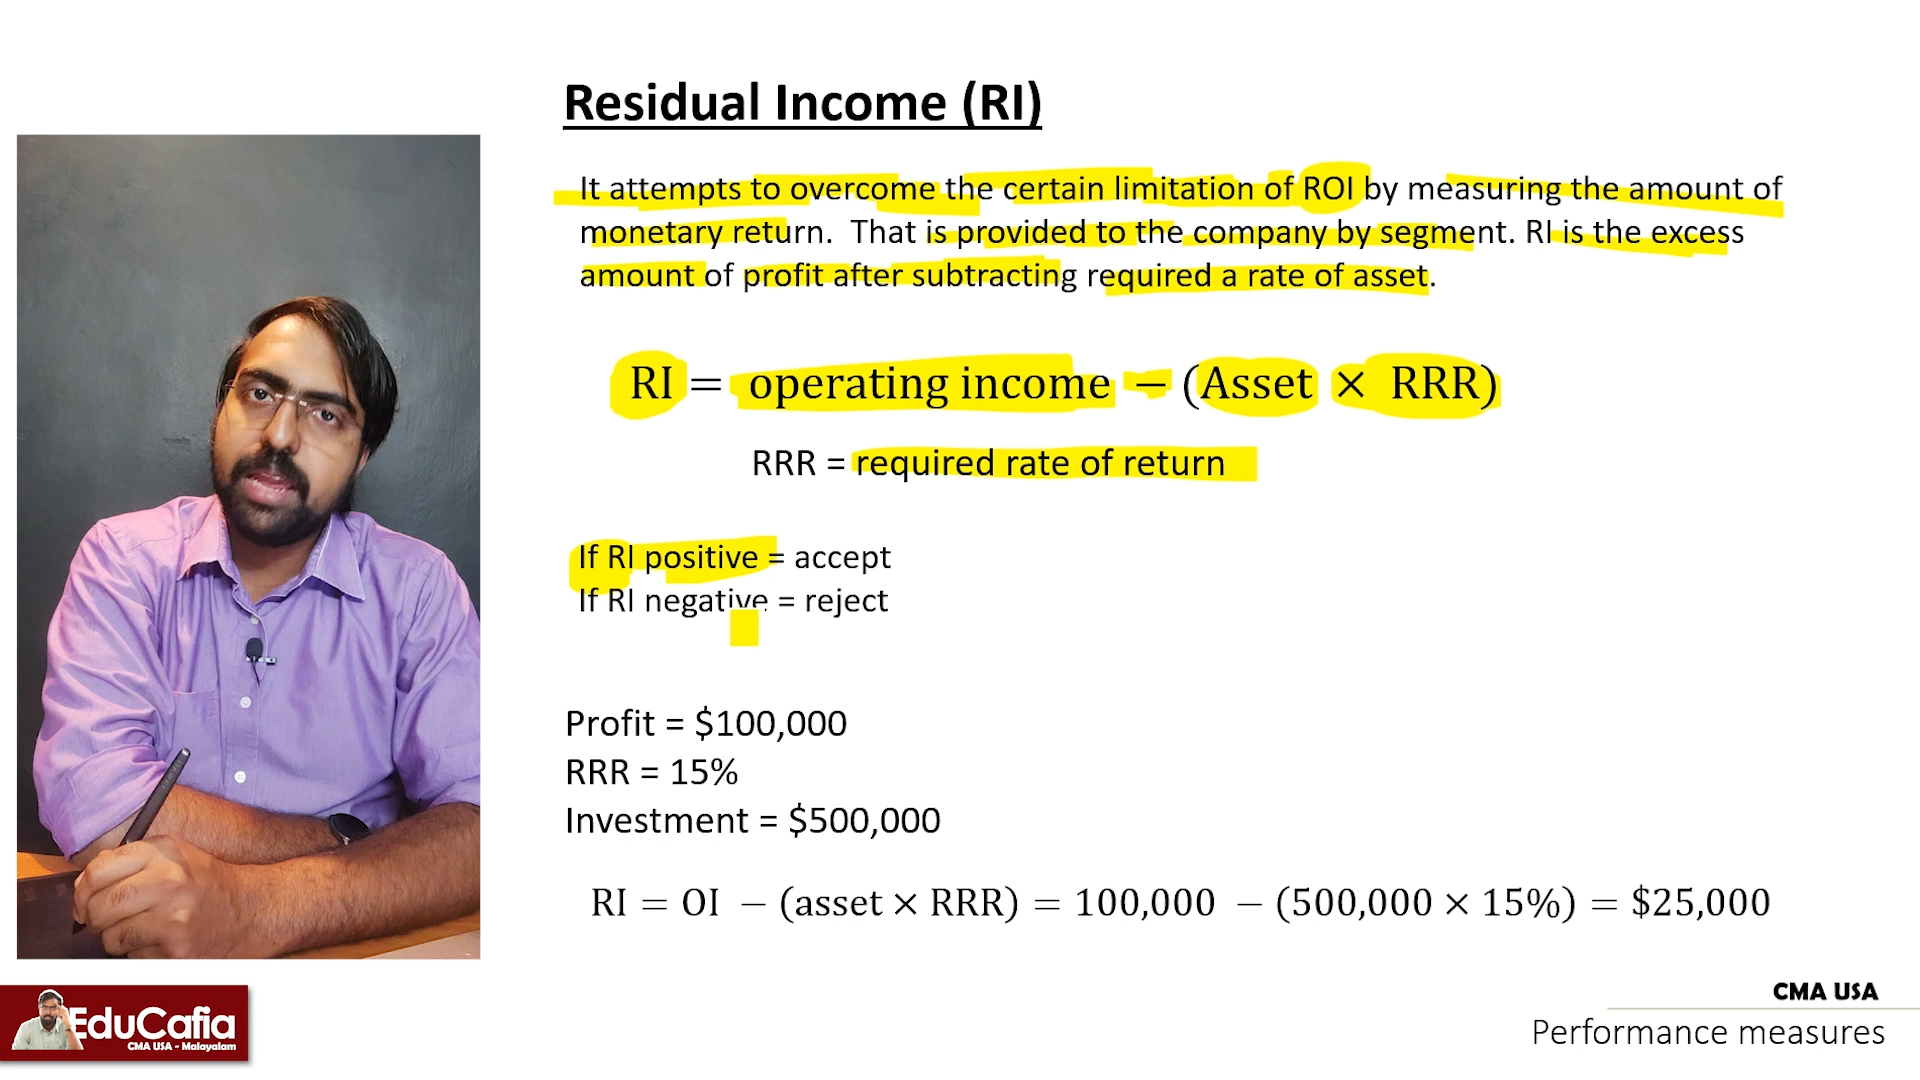 Residual Income (RI)
It attempts to overcome the certain limitation of ROI by measuring the amount of
monetary return.  That is provided to the company by segment. RI is the excess
amount of profit after subtracting required a rate of asset.
RI = operating income − (Asset × RRR)
RRR = required rate of return
If RI positive = accept
If RI negative = reject
Profit = $100,000
RRR = 15%
Investment = $500,000
RI = OI − (asset × RRR) = 100,000 − (500,000 × 15%) = $25,000
EduCafia
CMA USA - Malayalam
CMA USA
Performance measures